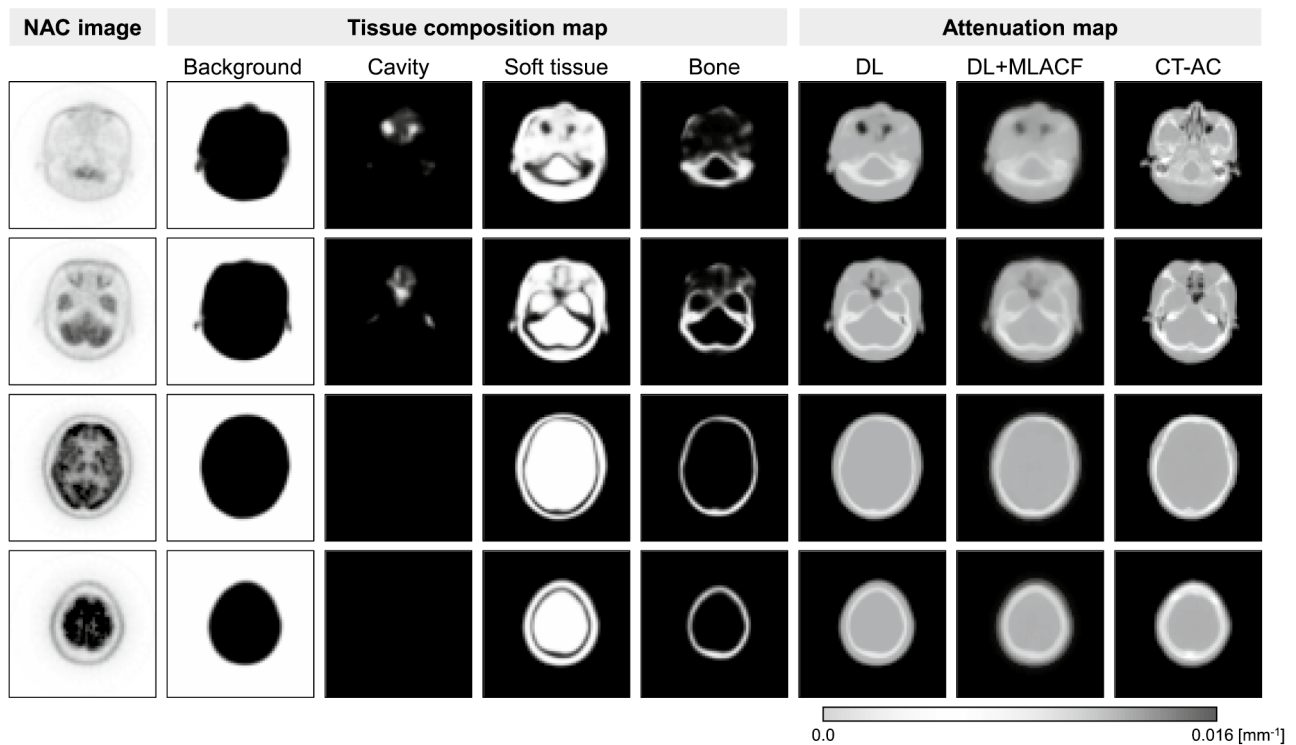 NAC image Tissue composition map Attenuation map
Background Cavity Soft tissue Bone DL DL+MLACF CT-AC
0.0 0.016 [mm⁻¹]